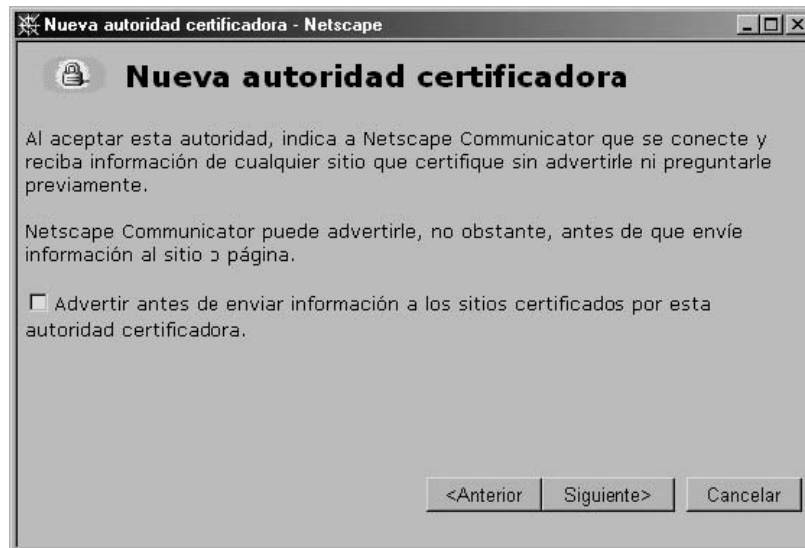 Nueva autoridad certificadora - Netscape
Nueva autoridad certificadora
Al aceptar esta autoridad, indica a Netscape Communicator que se conecte y
reciba información de cualquier sitio que certifique sin advertirle ni preguntarle
previamente.
Netscape Communicator puede advertirle, no obstante, antes de que envíe
información al sitio o página.
Advertir antes de enviar información a los sitios certificados por esta
autoridad certificadora.
<Anterior Siguiente> Cancelar